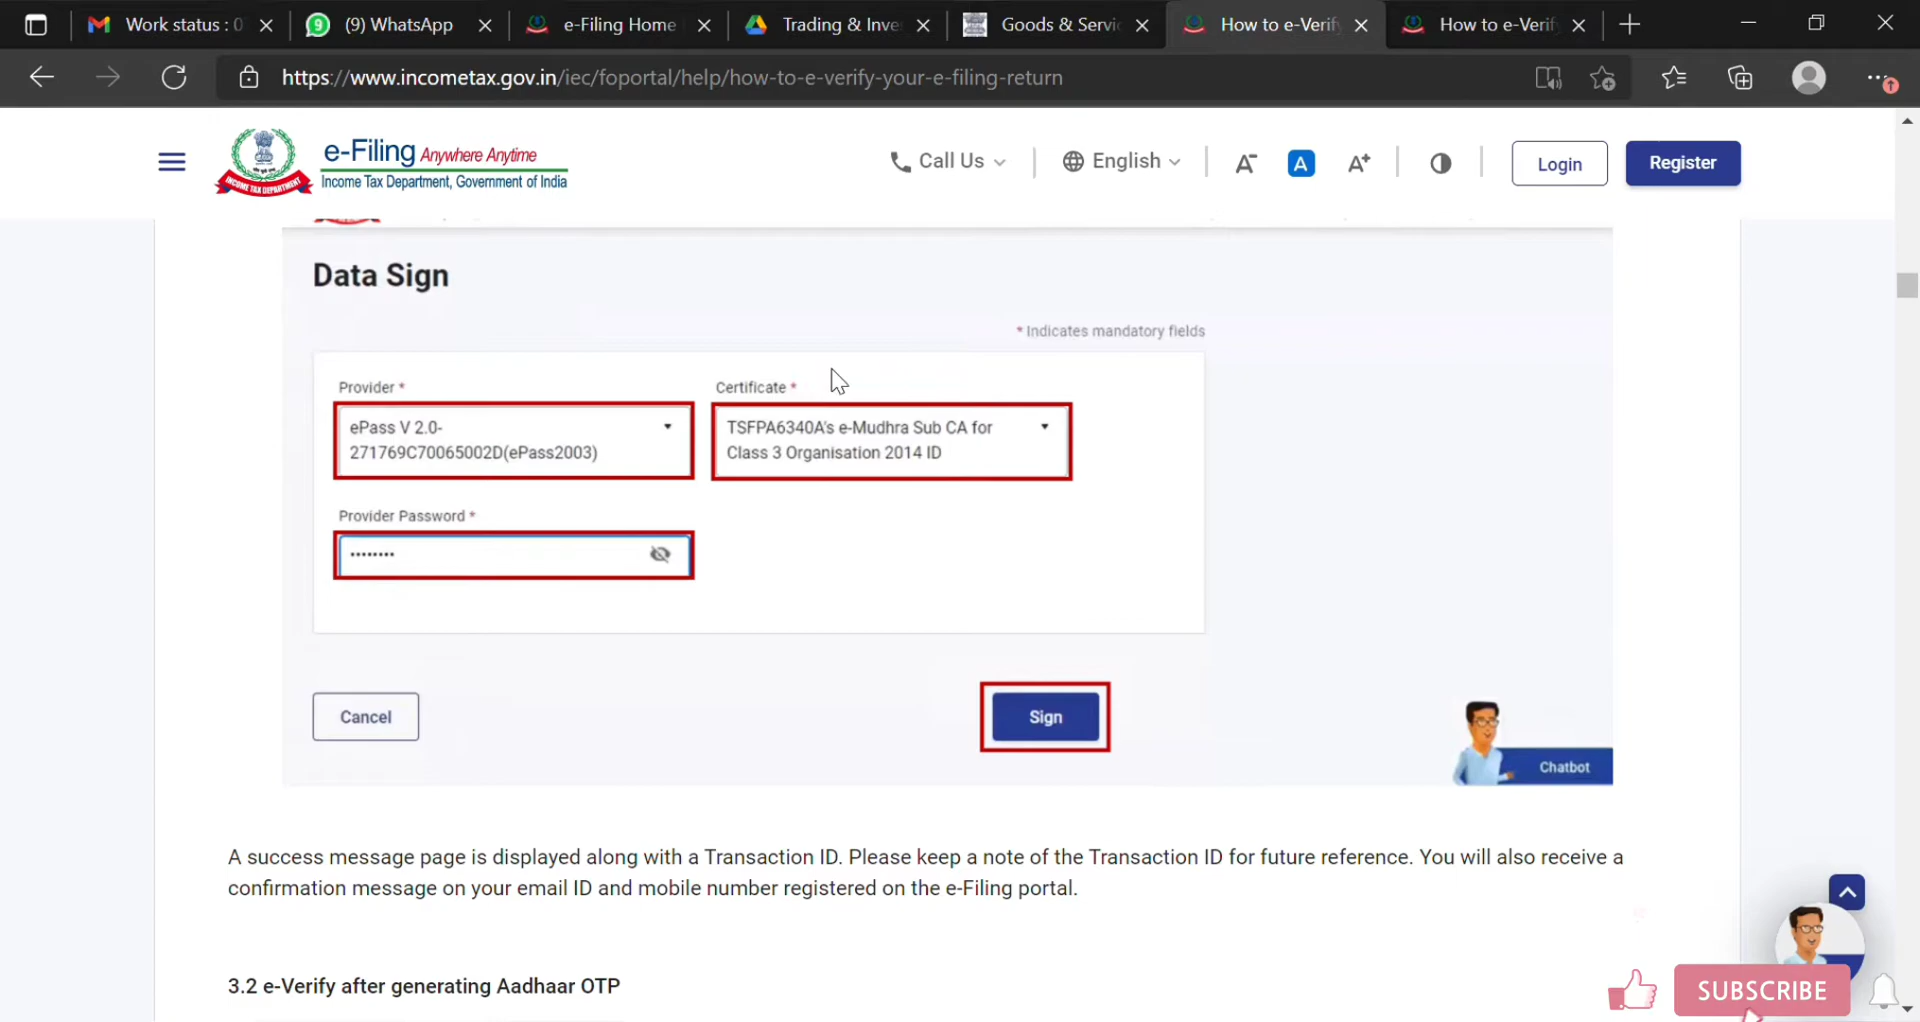 Work status : 0
(9) WhatsApp
e-Filing Home
Trading & Inve
Goods & Servic
How to e-Verif
How to e-Verif
https://www.incometax.gov.in/iec/foportal/help/how-to-e-verify-your-e-filing-return
e-Filing Anywhere Anytime
Income Tax Department, Government of India
INCOME TAX DEPARTMENT
Call Us
English
A-
A
A+
Login
Register
Data Sign
* Indicates mandatory fields
Provider *
Certificate *
ePass V 2.0-
271769C70065002D(ePass2003)
TSFPA6340A's e-Mudhra Sub CA for
Class 3 Organisation 2014 ID
Provider Password *
Cancel
Sign
Chatbot
A success message page is displayed along with a Transaction ID. Please keep a note of the Transaction ID for future reference. You will also receive a
confirmation message on your email ID and mobile number registered on the e-Filing portal.
3.2 e-Verify after generating Aadhaar OTP
SUBSCRIBE